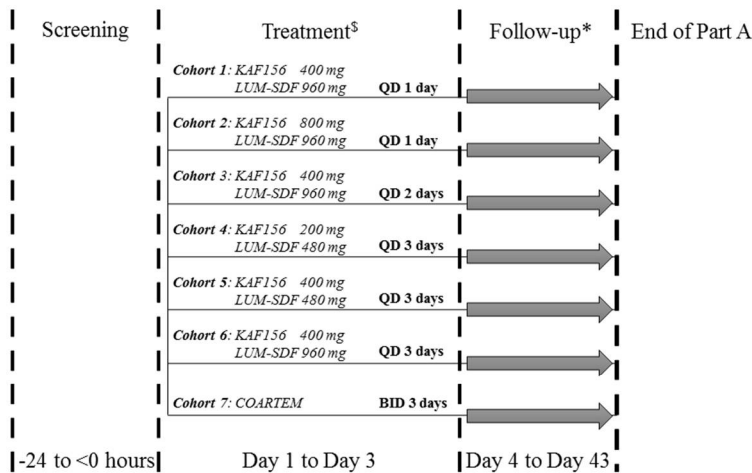 Screening Treatment$ Follow-up* End of Part A
Cohort 1: KAF156 400 mg
LUM-SDF 960 mg QD 1 day
Cohort 2: KAF156 800 mg
LUM-SDF 960 mg QD 1 day
Cohort 3: KAF156 400 mg
LUM-SDF 960 mg QD 2 days
Cohort 4: KAF156 200 mg
LUM-SDF 480 mg QD 3 days
Cohort 5: KAF156 400 mg
LUM-SDF 480 mg QD 3 days
Cohort 6: KAF156 400 mg
LUM-SDF 960 mg QD 3 days
Cohort 7: COARTEM BID 3 days
-24 to <0 hours Day 1 to Day 3 Day 4 to Day 43